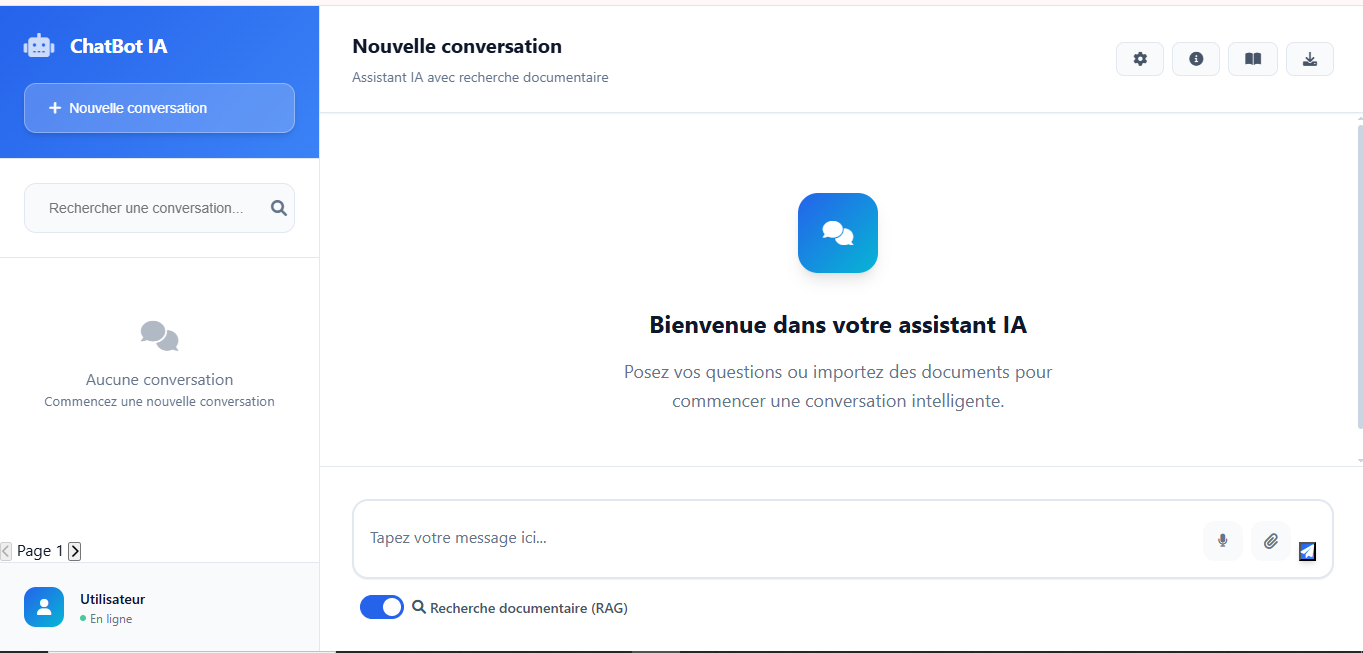 ChatBot IA
Nouvelle conversation
Rechercher une conversation...
Aucune conversation
Commencez une nouvelle conversation
Page 1
Utilisateur
En ligne
Nouvelle conversation
Assistant IA avec recherche documentaire
Bienvenue dans votre assistant IA
Posez vos questions ou importez des documents pour
commencer une conversation intelligente.
Tapez votre message ici...
Recherche documentaire (RAG)